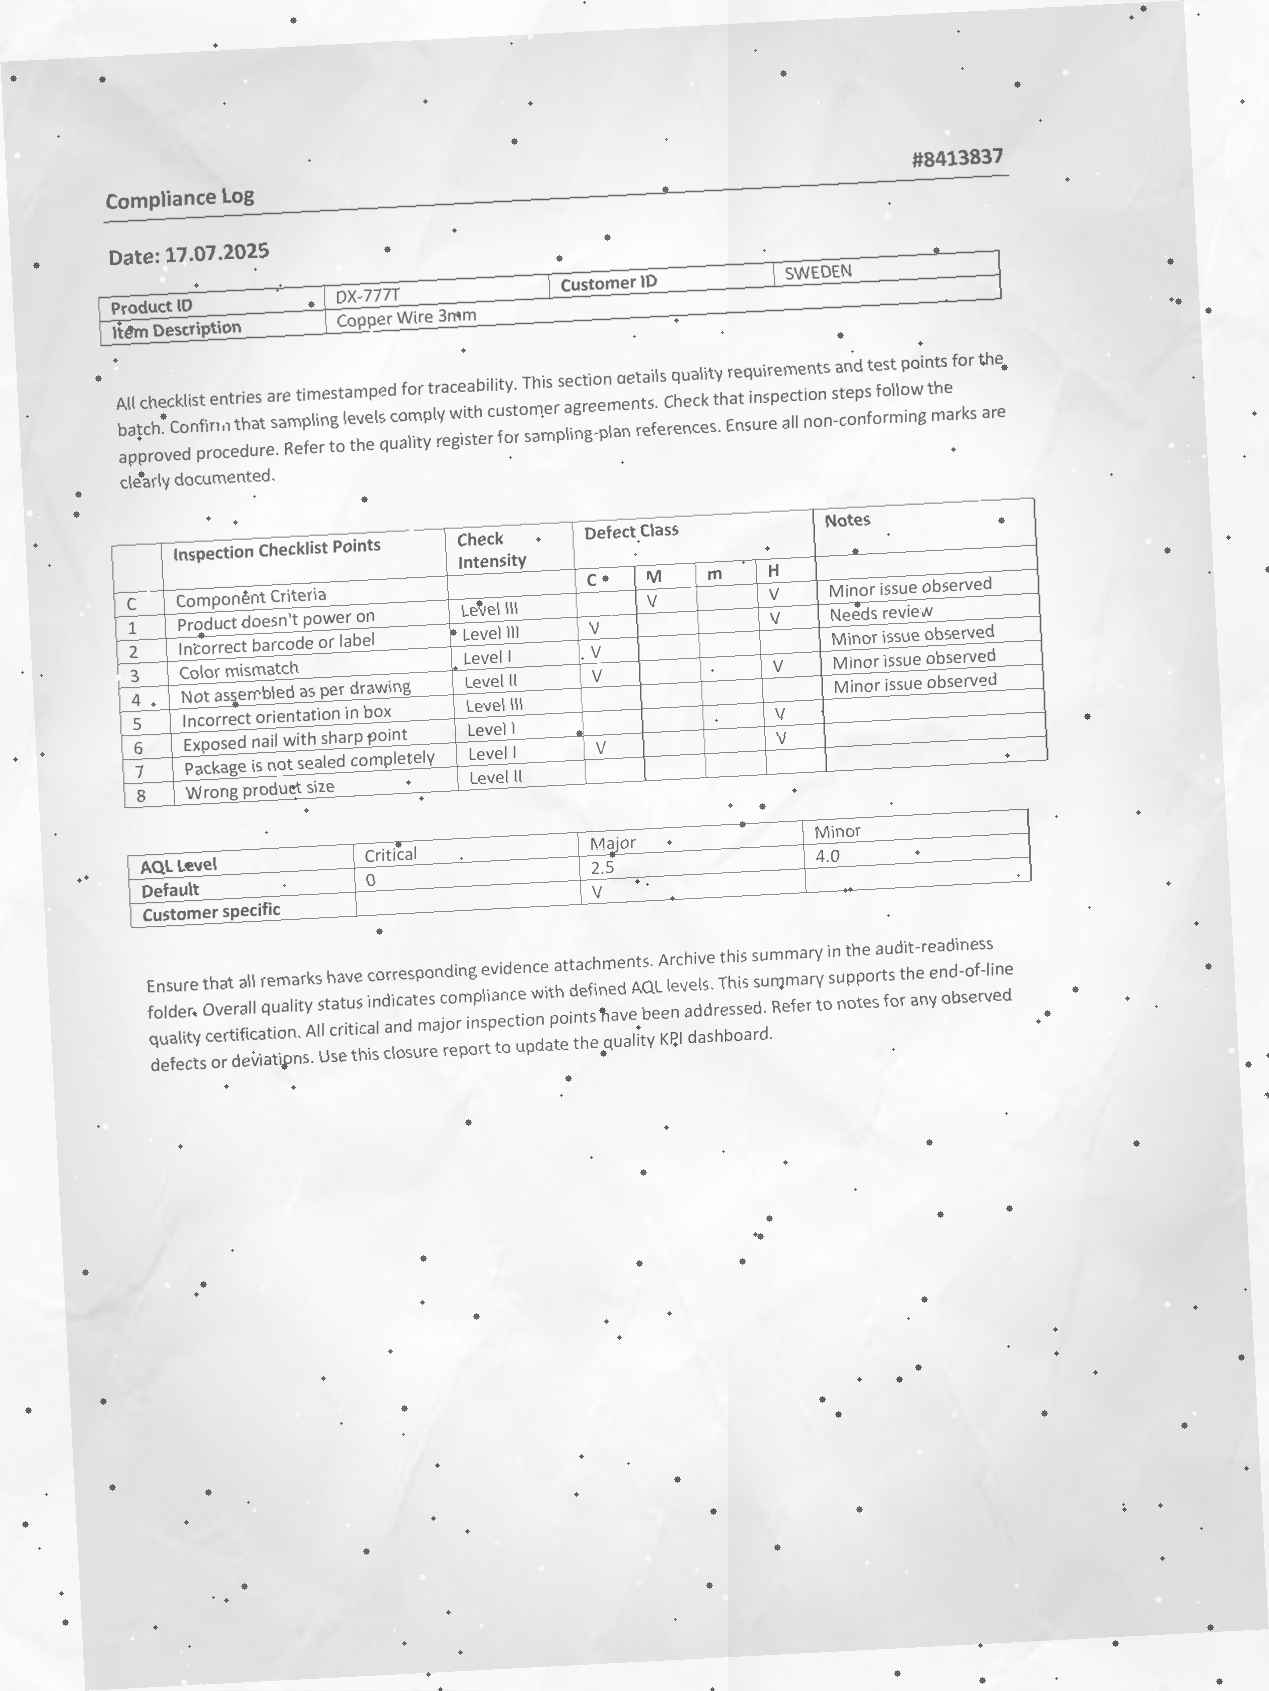 #8413837
Compliance Log
Date: 17.07.2025
Product ID DX-777T Customer ID SWEDEN
Item Description Copper Wire 3mm
All checklist entries are timestamped for traceability. This section details quality requirements and test points for the
batch. Confirm that sampling levels comply with customer agreements. Check that inspection steps follow the
approved procedure. Refer to the quality register for sampling-plan references. Ensure all non-conforming marks are
clearly documented.
Inspection Checklist Points Check Intensity Defect Class Notes
C Component Criteria C M m H
1 Product doesn't power on Level III V V Minor issue observed
2 Incorrect barcode or label Level III V V Needs review
3 Color mismatch Level I V Minor issue observed
4 Not assembled as per drawing Level II V V Minor issue observed
5 Incorrect orientation in box Level III Minor issue observed
6 Exposed nail with sharp point Level I V
7 Package is not sealed completely Level I V V
8 Wrong product size Level II
AQL Level Critical Major Minor
Default 0 2.5 4.0
Customer specific V
Ensure that all remarks have corresponding evidence attachments. Archive this summary in the audit-readiness
folder. Overall quality status indicates compliance with defined AQL levels. This summary supports the end-of-line
quality certification. All critical and major inspection points have been addressed. Refer to notes for any observed
defects or deviations. Use this closure report to update the quality KPI dashboard.